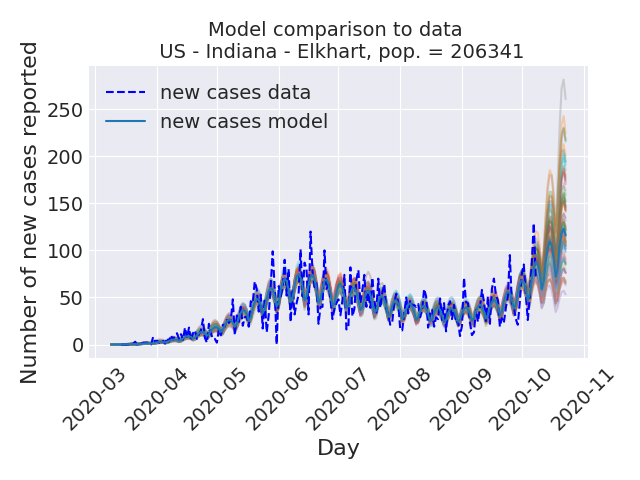 Model comparison to data
US - Indiana - Elkhart, pop. = 206341
new cases data
new cases model
Number of new cases reported
250
200
150
100
50
0
2020-03
2020-04
2020-05
2020-06
2020-07
2020-08
2020-09
2020-10
2020-11
Day